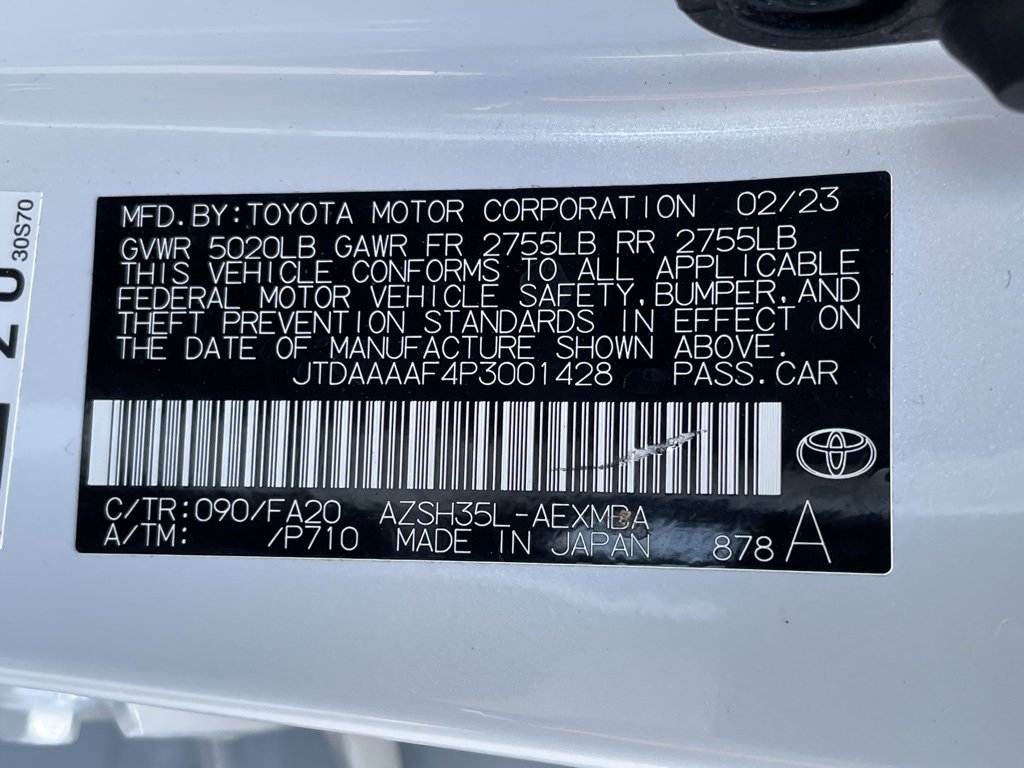 MFD.BY:TOYOTA MOTOR CORPORATION 02/23
GVWR 5020LB GAWR FR 2755LB RR 2755LB
THIS VEHICLE CONFORMS TO ALL APPLICABLE
FEDERAL MOTOR VEHICLE SAFETY,BUMPER,AND
THEFT PREVENTION STANDARDS IN EFFECT ON
THE DATE OF MANUFACTURE SHOWN ABOVE.
JTDAAAAF4P3001428 PASS.CAR
C/TR:090/FA20 AZSH35L-AEXMBA
A/TM: /P710 MADE IN JAPAN 878 A
30S70